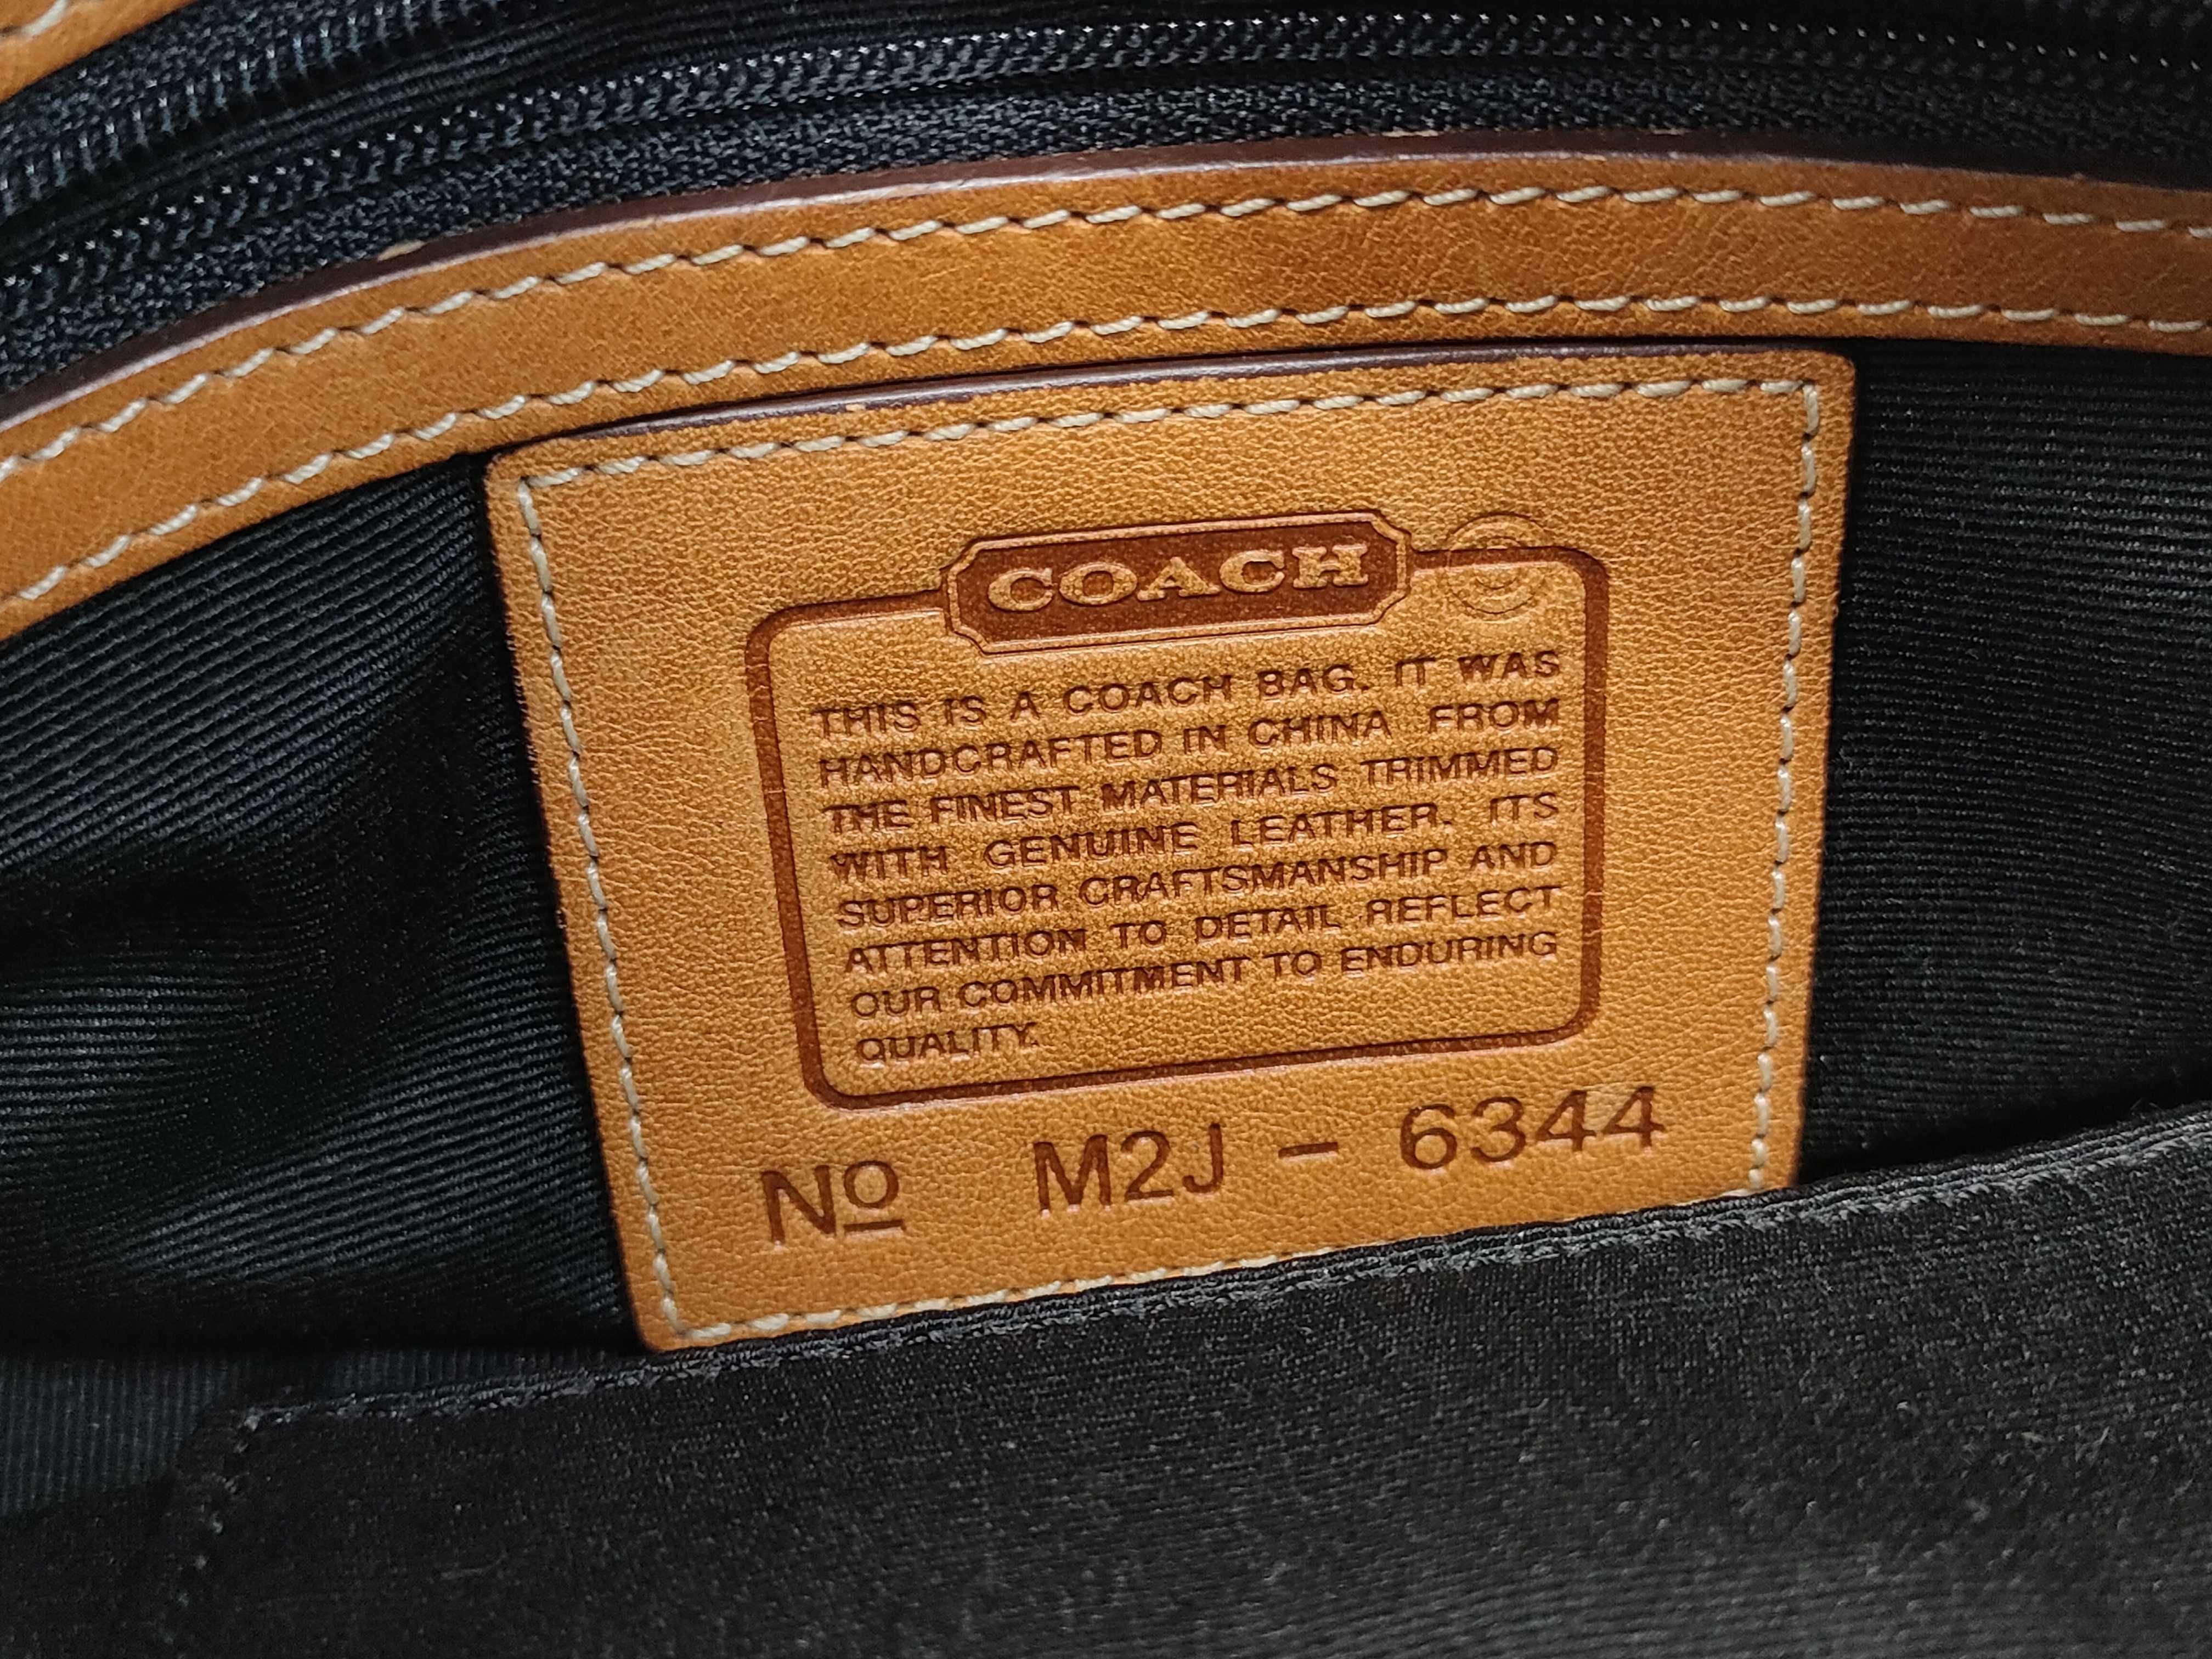 COACH
THIS IS A COACH BAG. IT WAS
HANDCRAFTED IN CHINA FROM
THE FINEST MATERIALS TRIMMED
WITH GENUINE LEATHER. ITS
SUPERIOR CRAFTSMANSHIP AND
ATTENTION TO DETAIL REFLECT
OUR COMMITMENT TO ENDURING
QUALITY.
Nº M2J - 6344